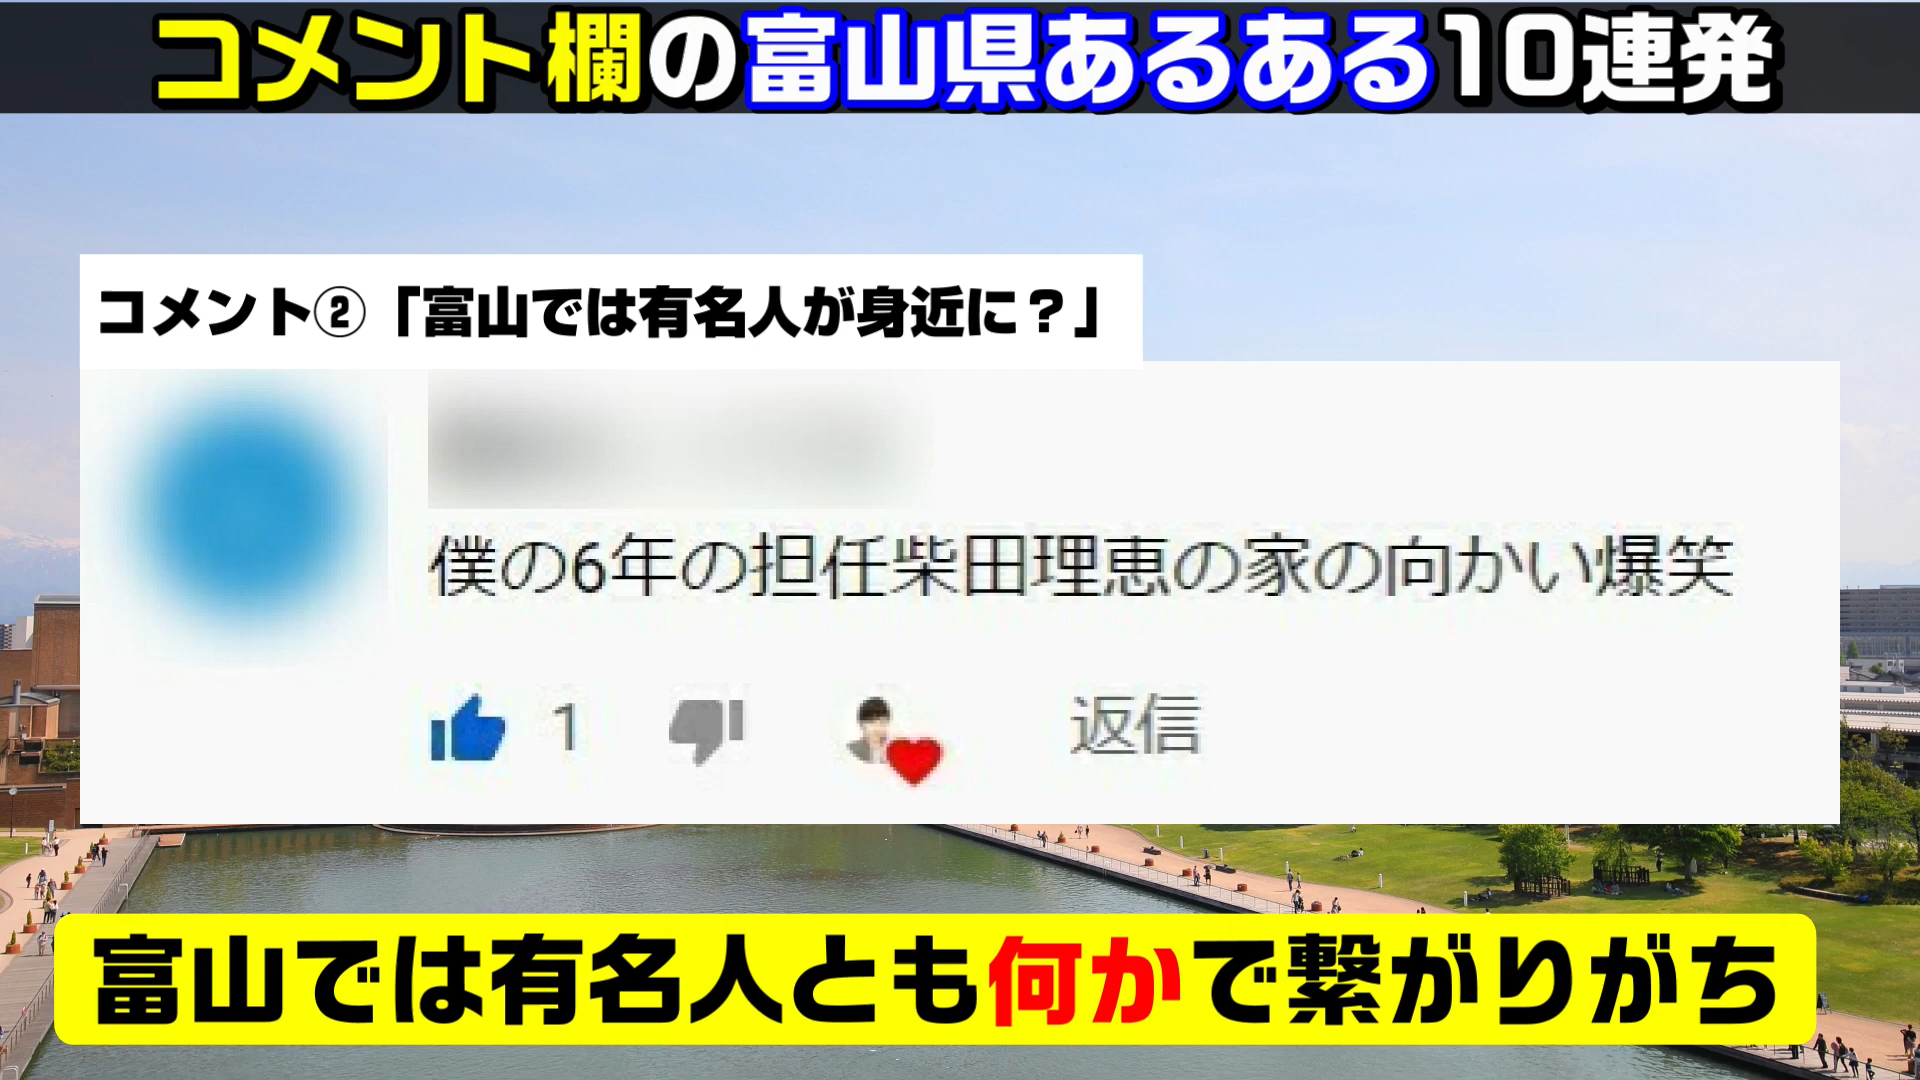 コメント欄の富山県あるある10連発
コメント②「富山では有名人が身近に？」
僕の6年の担任柴田理恵の家の向かい爆笑
1
返信
富山では有名人とも何かで繋がりがち